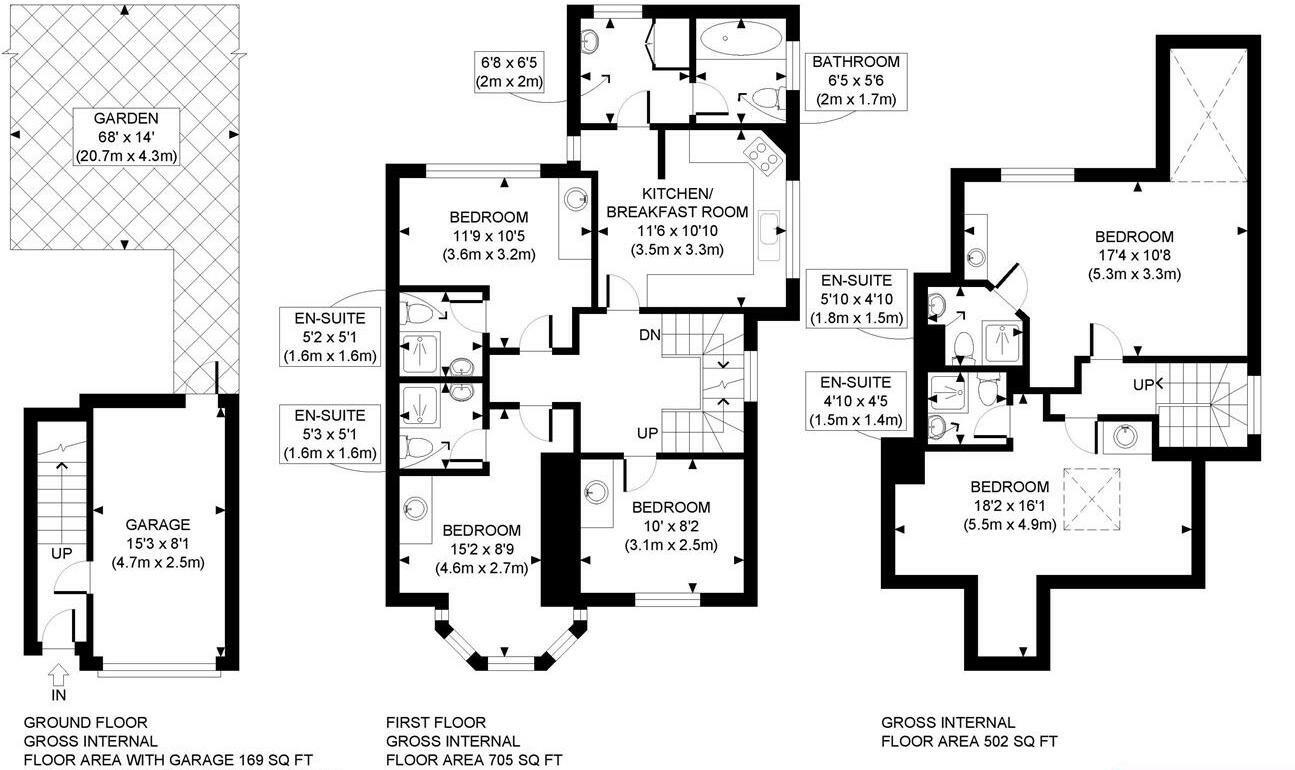 GARDEN
68' x 14'
(20.7m x 4.3m)
GARAGE
15'3 x 8'1
(4.7m x 2.5m)
UP
IN
GROUND FLOOR
GROSS INTERNAL
FLOOR AREA WITH GARAGE 169 SQ FT
6'8 x 6'5
(2m x 2m)
BATHROOM
6'5 x 5'6
(2m x 1.7m)
BEDROOM
11'9 x 10'5
(3.6m x 3.2m)
KITCHEN/
BREAKFAST ROOM
11'6 x 10'10
(3.5m x 3.3m)
EN-SUITE
5'2 x 5'1
(1.6m x 1.6m)
EN-SUITE
5'3 x 5'1
(1.6m x 1.6m)
DN
UP
BEDROOM
15'2 x 8'9
(4.6m x 2.7m)
BEDROOM
10' x 8'2
(3.1m x 2.5m)
FIRST FLOOR
GROSS INTERNAL
FLOOR AREA 705 SQ FT
BEDROOM
17'4 x 10'8
(5.3m x 3.3m)
EN-SUITE
5'10 x 4'10
(1.8m x 1.5m)
EN-SUITE
4'10 x 4'5
(1.5m x 1.4m)
UP
BEDROOM
18'2 x 16'1
(5.5m x 4.9m)
GROSS INTERNAL
FLOOR AREA 502 SQ FT